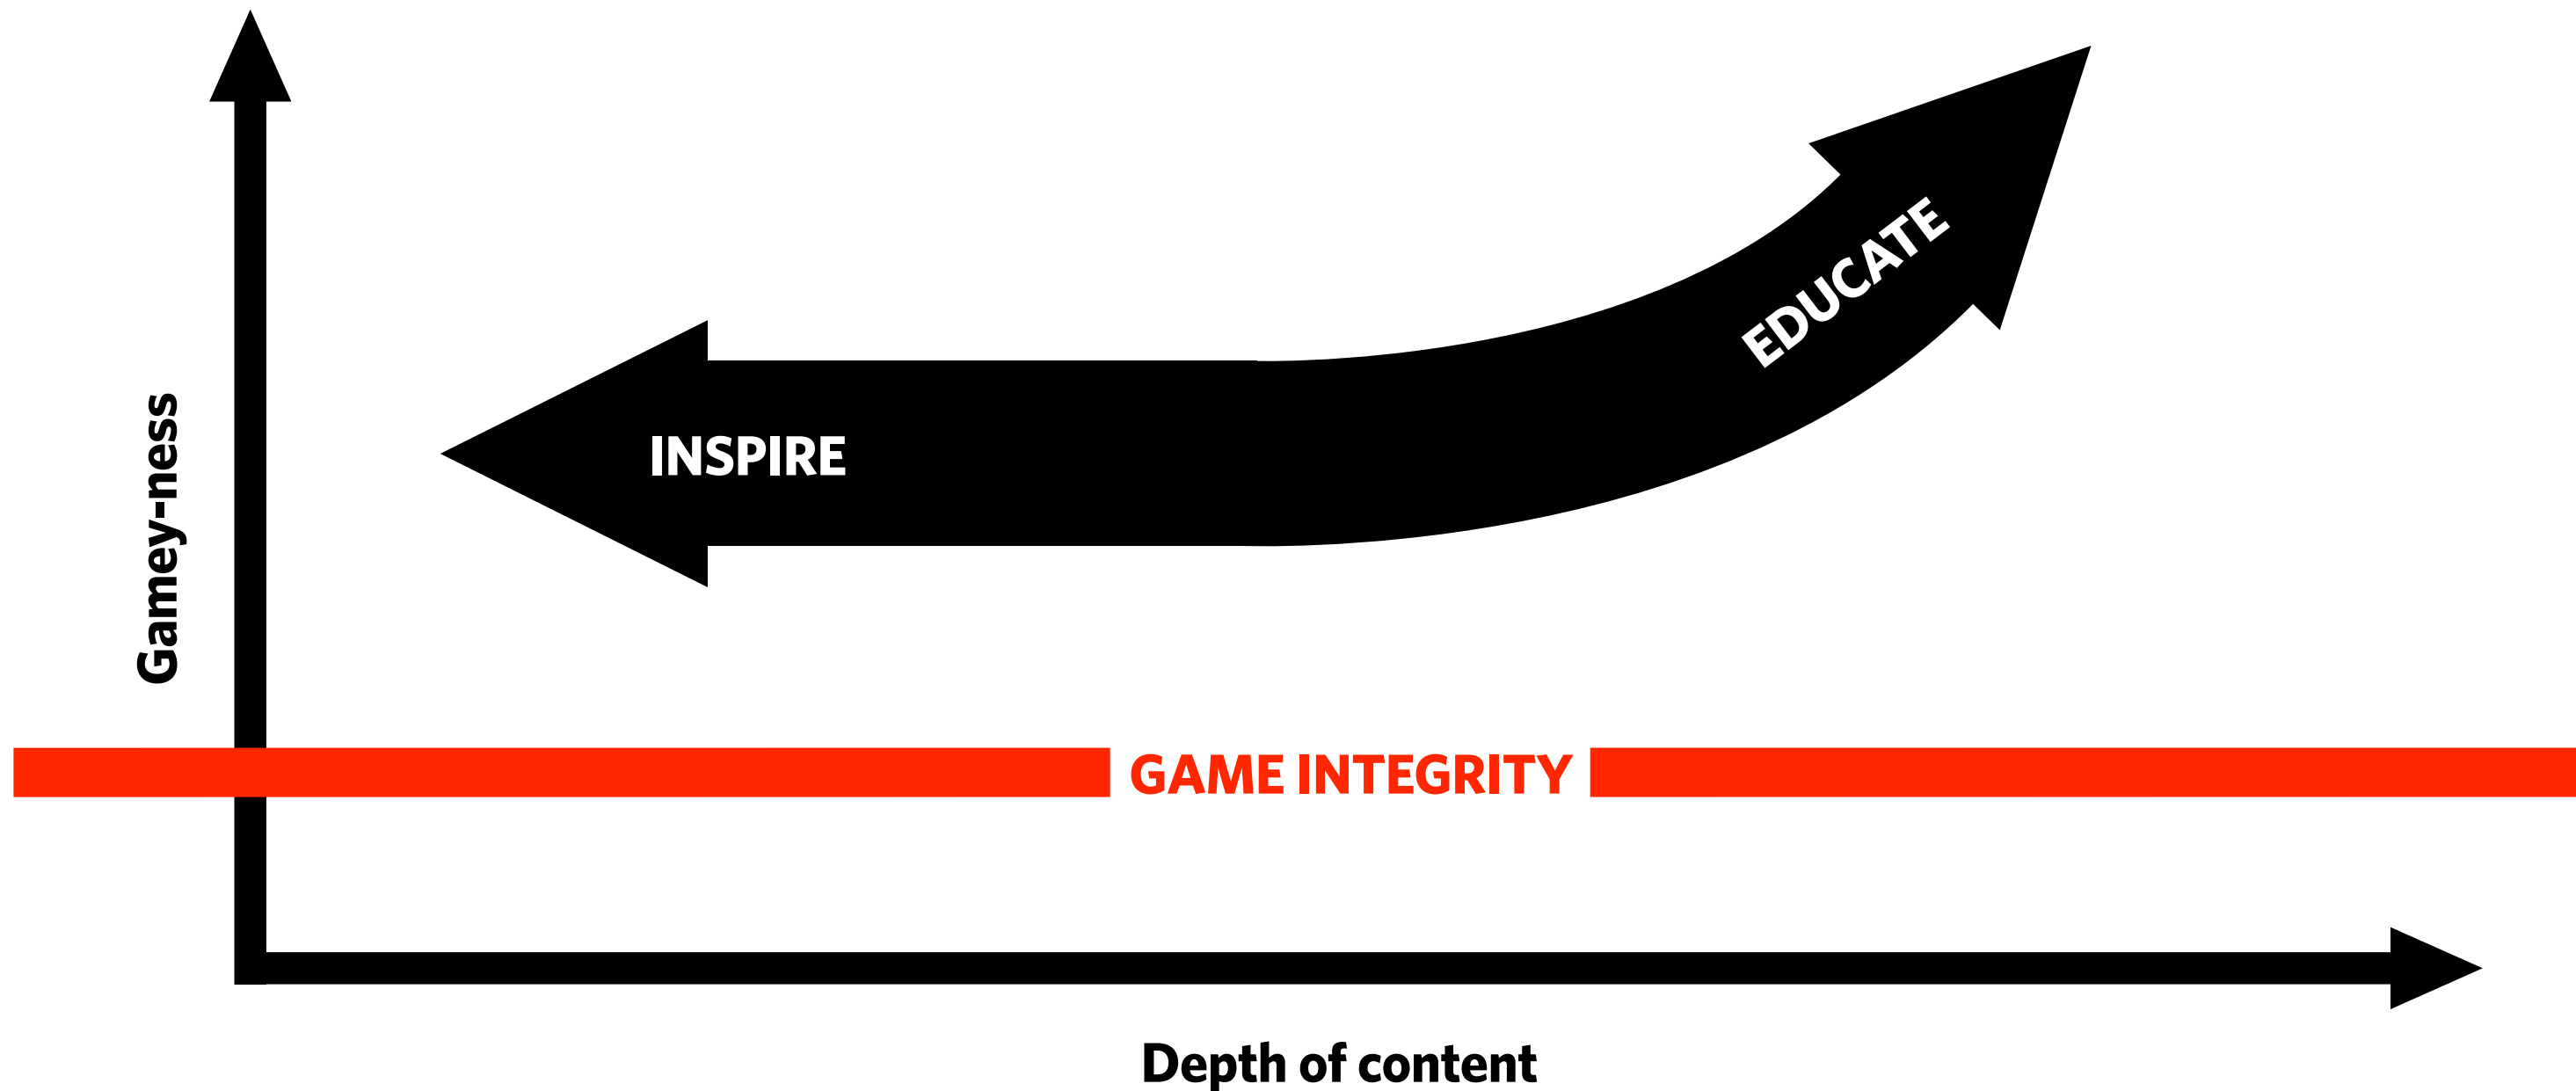 EDUCATE
INSPIRE
Gamey-ness
GAME INTEGRITY
Depth of content